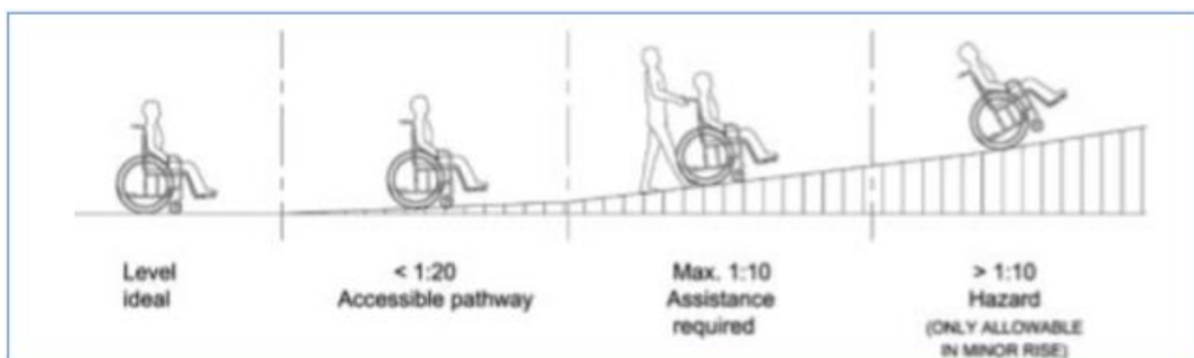 Level
ideal
< 1:20
Accessible pathway
Max. 1:10
Assistance
required
> 1:10
Hazard
(ONLY ALLOWABLE
IN MINOR RISE)